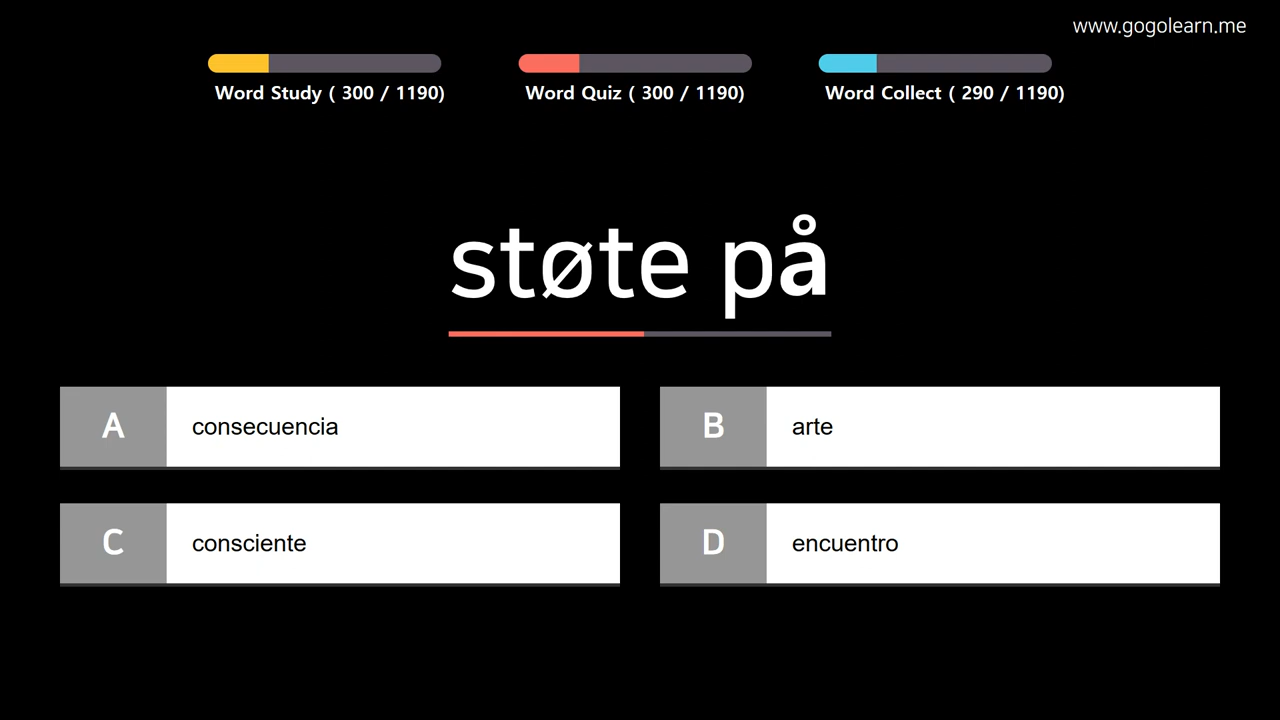 www.gogolearn.me
Word Study ( 300 / 1190)
Word Quiz ( 300 / 1190)
Word Collect ( 290 / 1190)
støte på
A consecuencia
B arte
C consciente
D encuentro